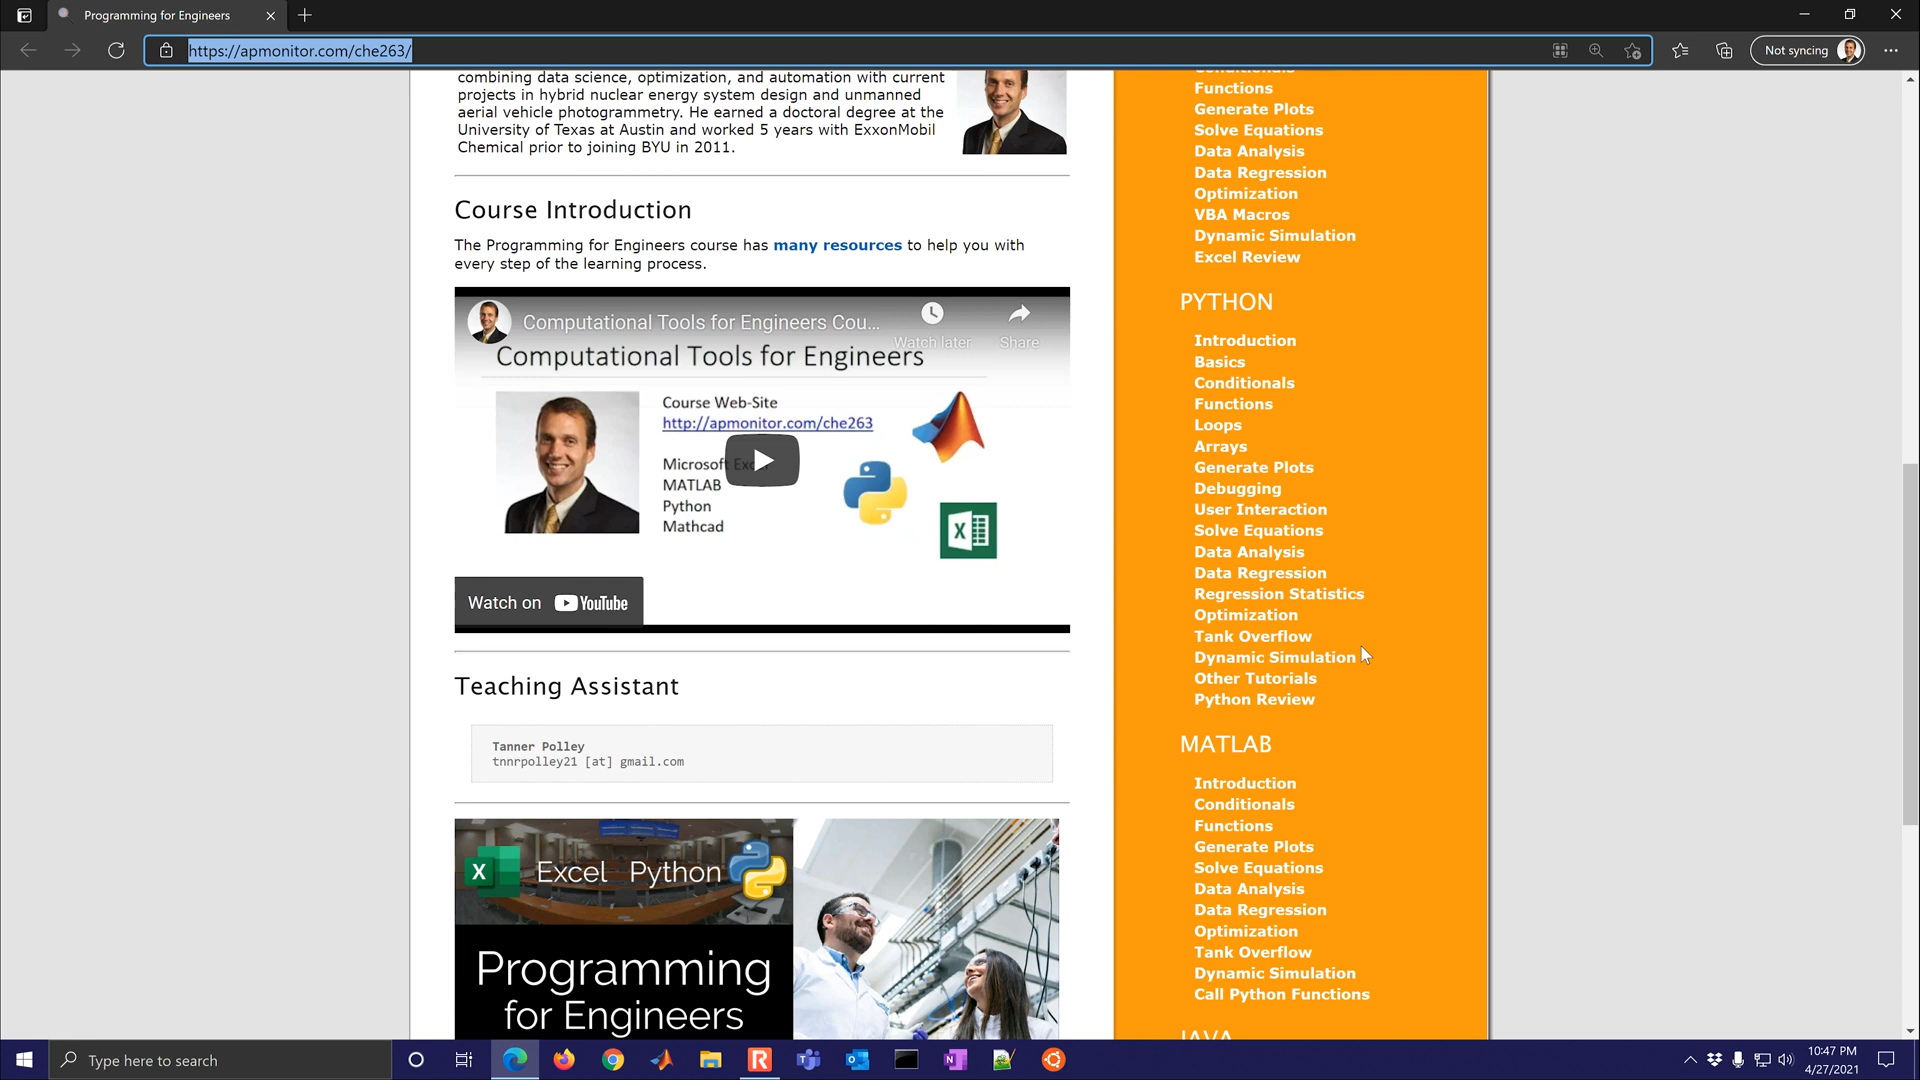 Programming for Engineers
https://apmonitor.com/che263/
Not syncing
combining data science, optimization, and automation with current
projects in hybrid nuclear energy system design and unmanned
aerial vehicle photogrammetry. He earned a doctoral degree at the
University of Texas at Austin and worked 5 years with ExxonMobil
Chemical prior to joining BYU in 2011.
Course Introduction
The Programming for Engineers course has many resources to help you with
every step of the learning process.
Computational Tools for Engineers Cou...
Watch later
Share
Computational Tools for Engineers
Course Web-Site
http://apmonitor.com/che263
Microsoft Excel
MATLAB
Python
Mathcad
Watch on YouTube
Teaching Assistant
Tanner Polley
tnnrpolley21 [at] gmail.com
X Excel Python
Programming
for Engineers
Conditionals
Functions
Generate Plots
Solve Equations
Data Analysis
Data Regression
Optimization
VBA Macros
Dynamic Simulation
Excel Review
PYTHON
Introduction
Basics
Conditionals
Functions
Loops
Arrays
Generate Plots
Debugging
User Interaction
Solve Equations
Data Analysis
Data Regression
Regression Statistics
Optimization
Tank Overflow
Dynamic Simulation
Other Tutorials
Python Review
MATLAB
Introduction
Conditionals
Functions
Generate Plots
Solve Equations
Data Analysis
Data Regression
Optimization
Tank Overflow
Dynamic Simulation
Call Python Functions
JAVA
Type here to search
10:47 PM
4/27/2021